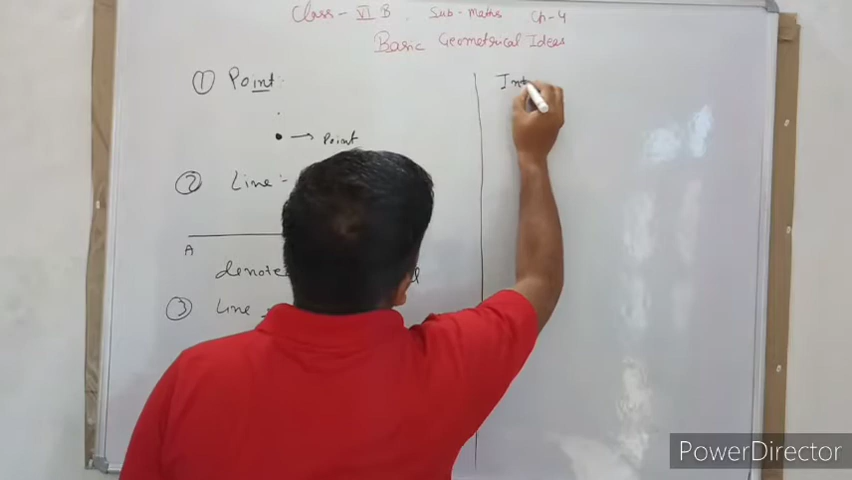 Class - VI B . Sub - Maths Ch - 4
Basic Geometrical Ideas
① Point :
→ Point
② Line :-
A
denote
③ Line
Int
PowerDirector